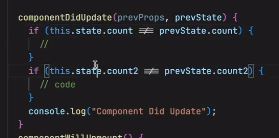 componentDidUpdate(prevProps, prevState) {
if (this.state.count !== prevState.count) {
//
}
if (this.state.count2 !== prevState.count2) {
// code
}
console.log("Component Did Update");
}
componentWillUnmount() {